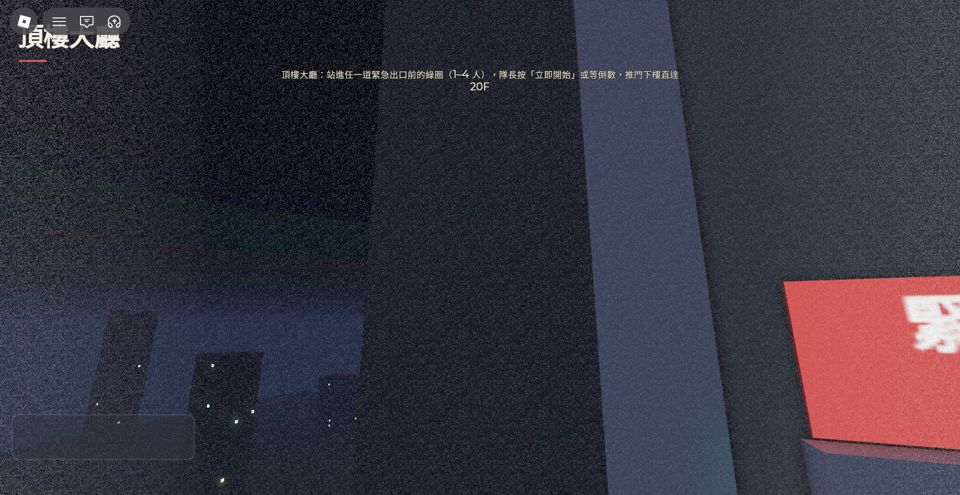 頂樓大廳
頂樓大廳：站進任一道緊急出口前的綠圈（1–4 人），隊長按「立即開始」或等倒數，推門下樓直達
20F
緊